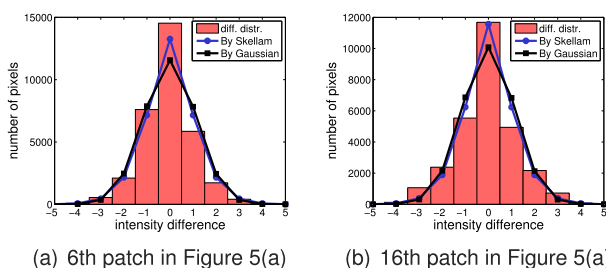 15000
10000
5000
0
number of pixels
−5 −4 −3 −2 −1 0 1 2 3 4 5
intensity difference
diff. distr.
By Skellam
By Gaussian
(a) 6th patch in Figure 5(a)
12000
10000
8000
6000
4000
2000
0
number of pixels
−5 −4 −3 −2 −1 0 1 2 3 4 5
intensity difference
diff. distr.
By Skellam
By Gaussian
(b) 16th patch in Figure 5(a)